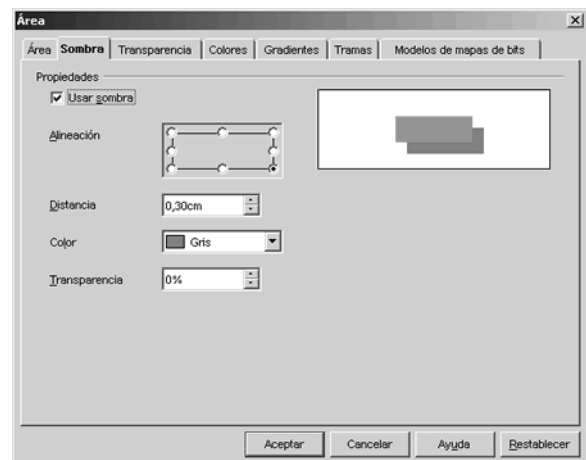 Área
Área Sombra Transparencia Colores Gradientes Tramas Modelos de mapas de bits
Propiedades
Usar sombra
Alineación
Distancia 0,30cm
Color Gris
Transparencia 0%
Aceptar Cancelar Ayuda Restablecer